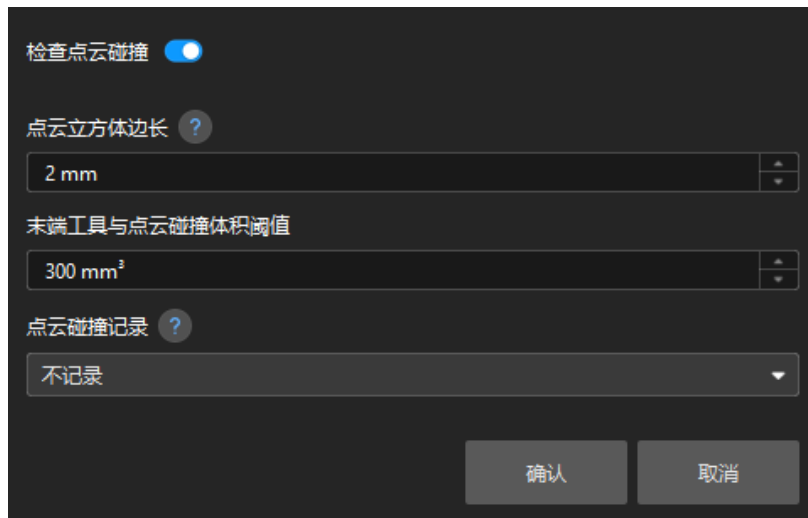 检查点云碰撞
点云立方体边长 ?
2 mm
末端工具与点云碰撞体积阈值
300 mm³
点云碰撞记录 ?
不记录
确认 取消